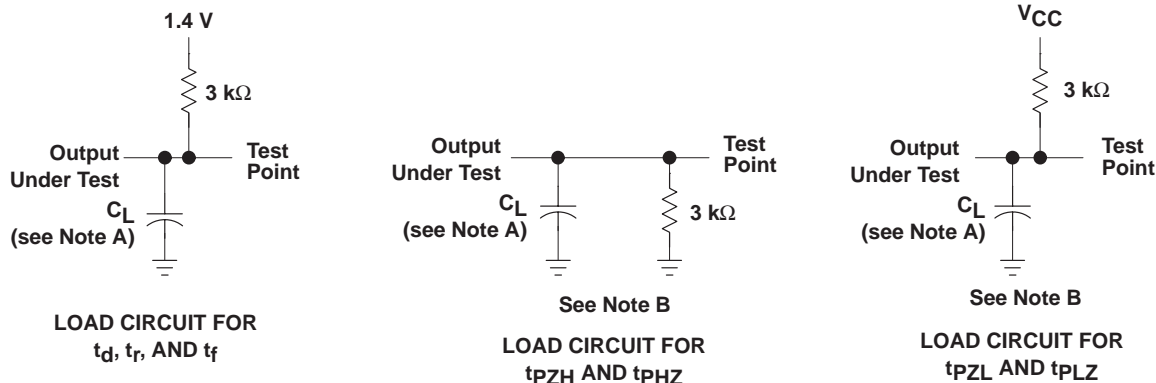 1.4 V
3 kΩ
Output
Under Test
Test
Point
CL
(see Note A)
LOAD CIRCUIT FOR
td, tr, AND tf
Output
Under Test
Test
Point
CL
(see Note A)
3 kΩ
See Note B
LOAD CIRCUIT FOR
tPZH AND tPHZ
VCC
3 kΩ
Output
Under Test
Test
Point
CL
(see Note A)
See Note B
LOAD CIRCUIT FOR
tPZL AND tPLZ